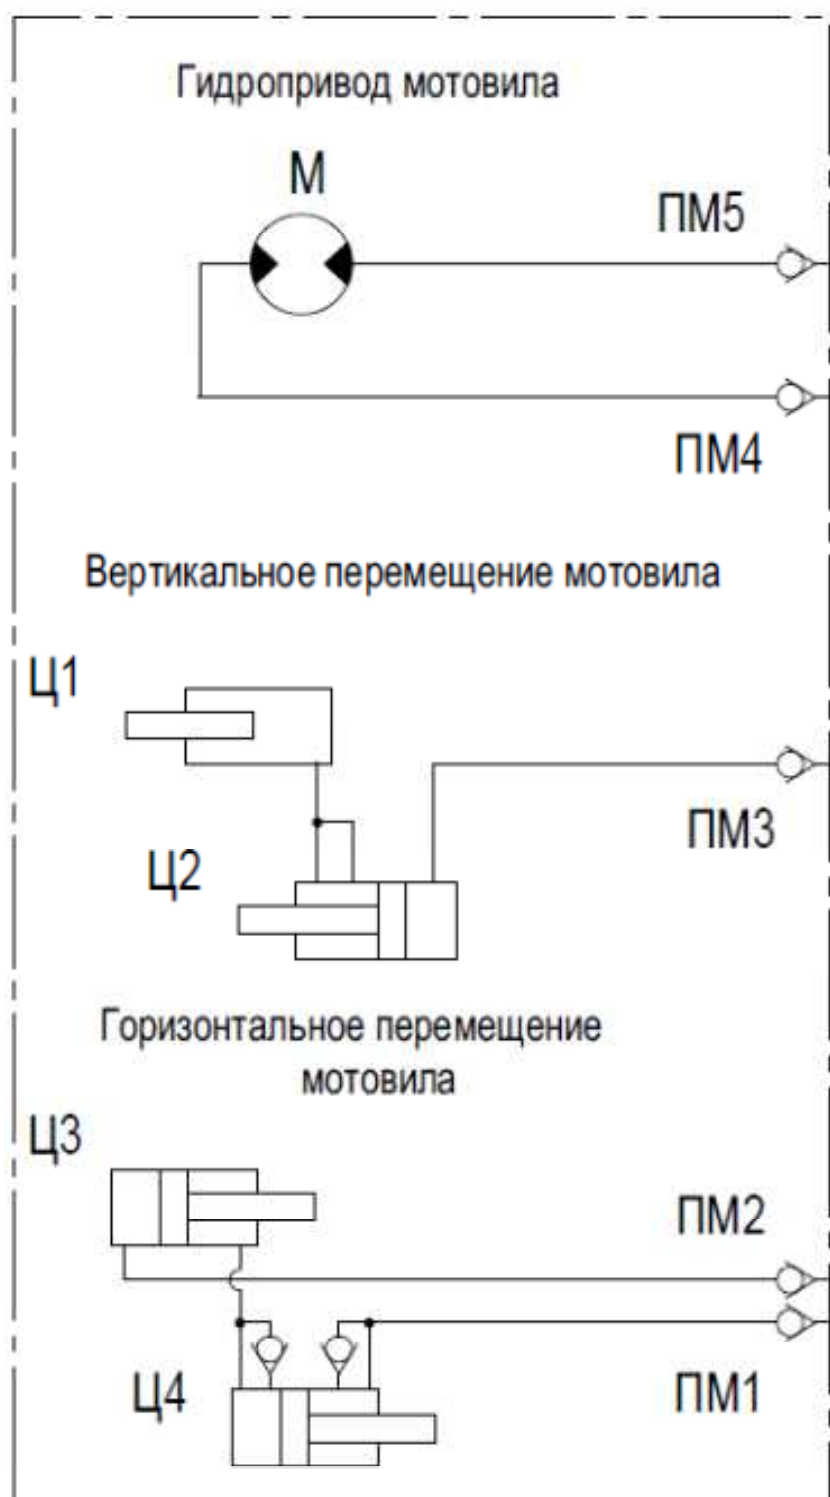 Гидропривод мотовила
М
ПМ5
ПМ4
Вертикальное перемещение мотовила
Ц1
ПМ3
Ц2
Горизонтальное перемещение
мотовила
Ц3
ПМ2
Ц4
ПМ1